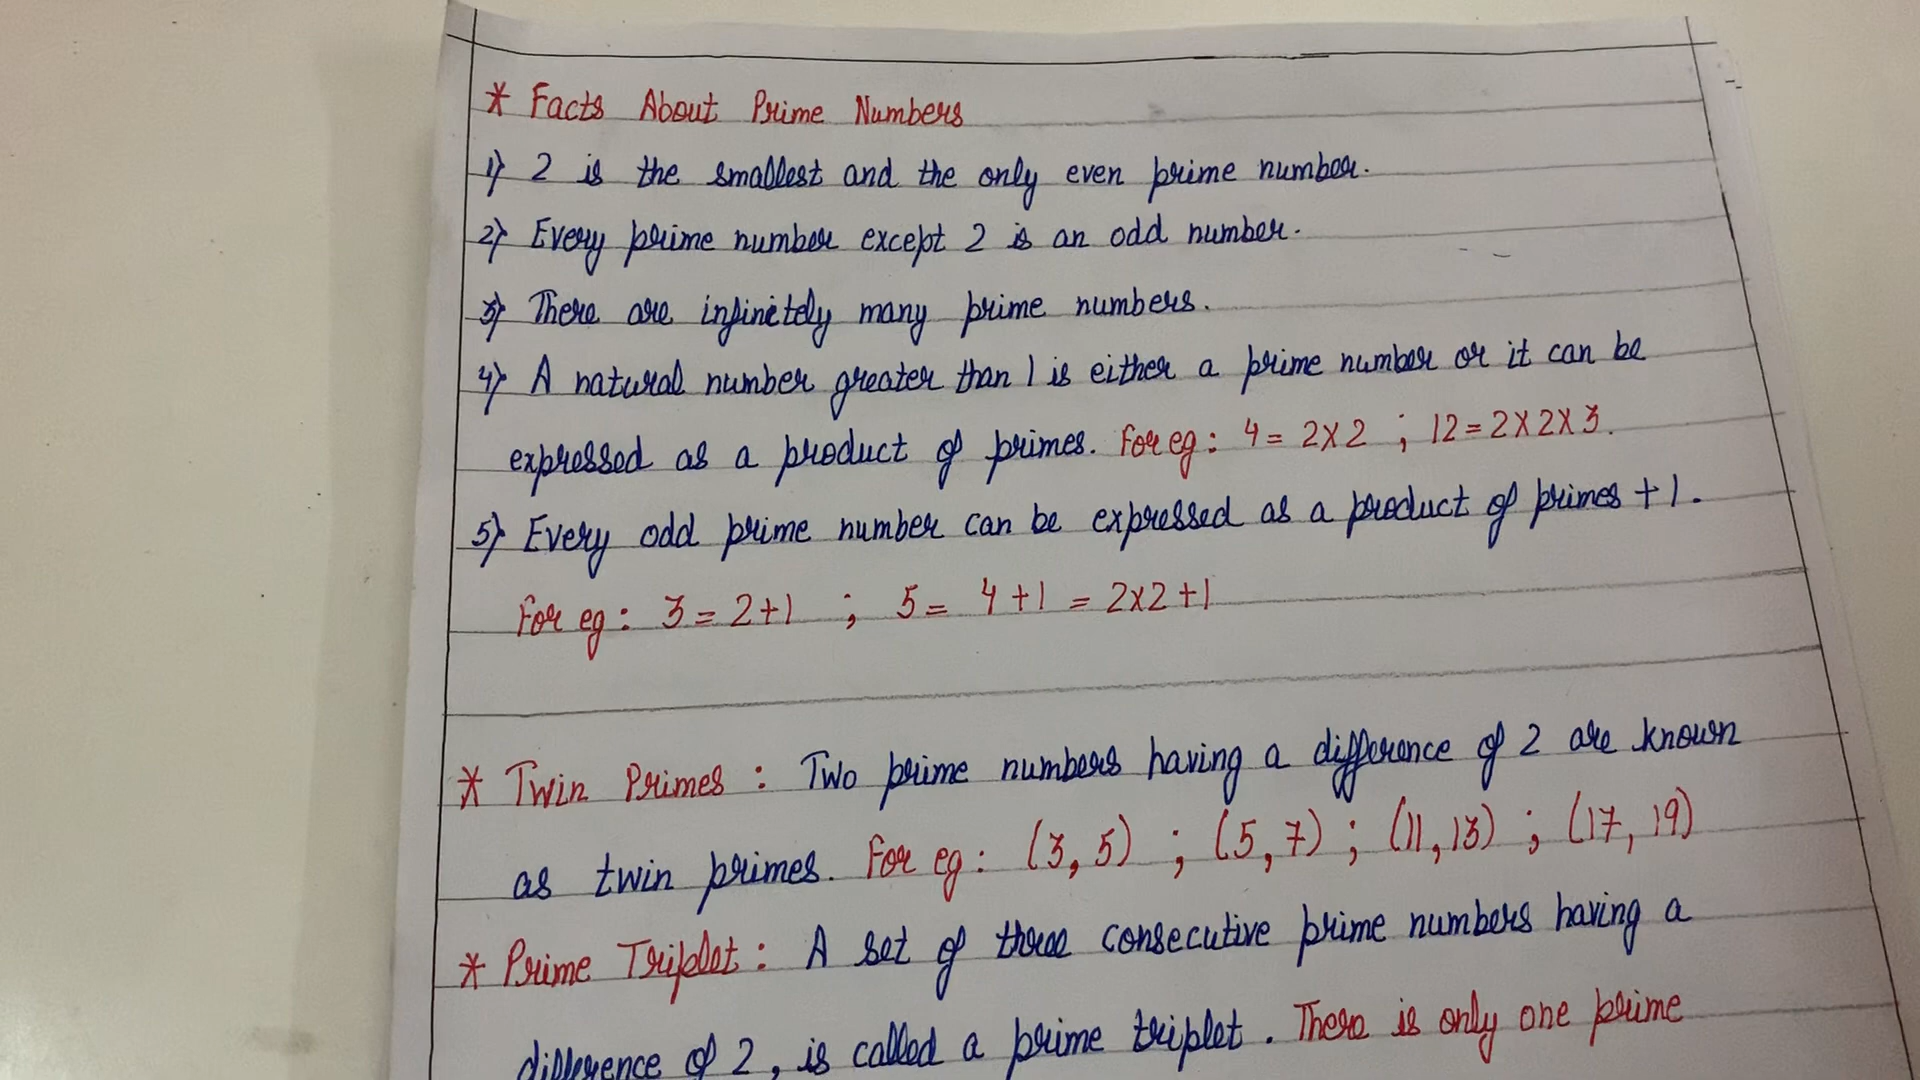 * Facts About Prime Numbers
1) 2 is the smallest and the only even prime number.
2) Every prime number except 2 is an odd number.
3) There are infinitely many prime numbers.
4) A natural number greater than 1 is either a prime number or it can be
expressed as a product of primes. For eg: 4 = 2×2 ; 12 = 2×2×3.
5) Every odd prime number can be expressed as a product of primes + 1.
For eg: 3 = 2+1 ; 5 = 4+1 = 2×2+1
* Twin Primes : Two prime numbers having a difference of 2 are known
as twin primes. For eg: (3,5) ; (5,7) ; (11,13) ; (17,19)
* Prime Triplet : A set of three consecutive prime numbers having a
difference of 2, is called a prime triplet. There is only one prime